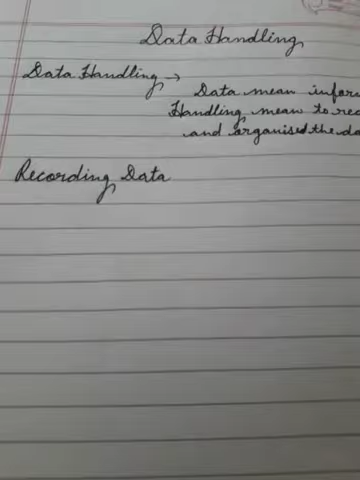 Data Handling
Data Handling →
Data mean
Handling mean to
and organised the
Recording Data